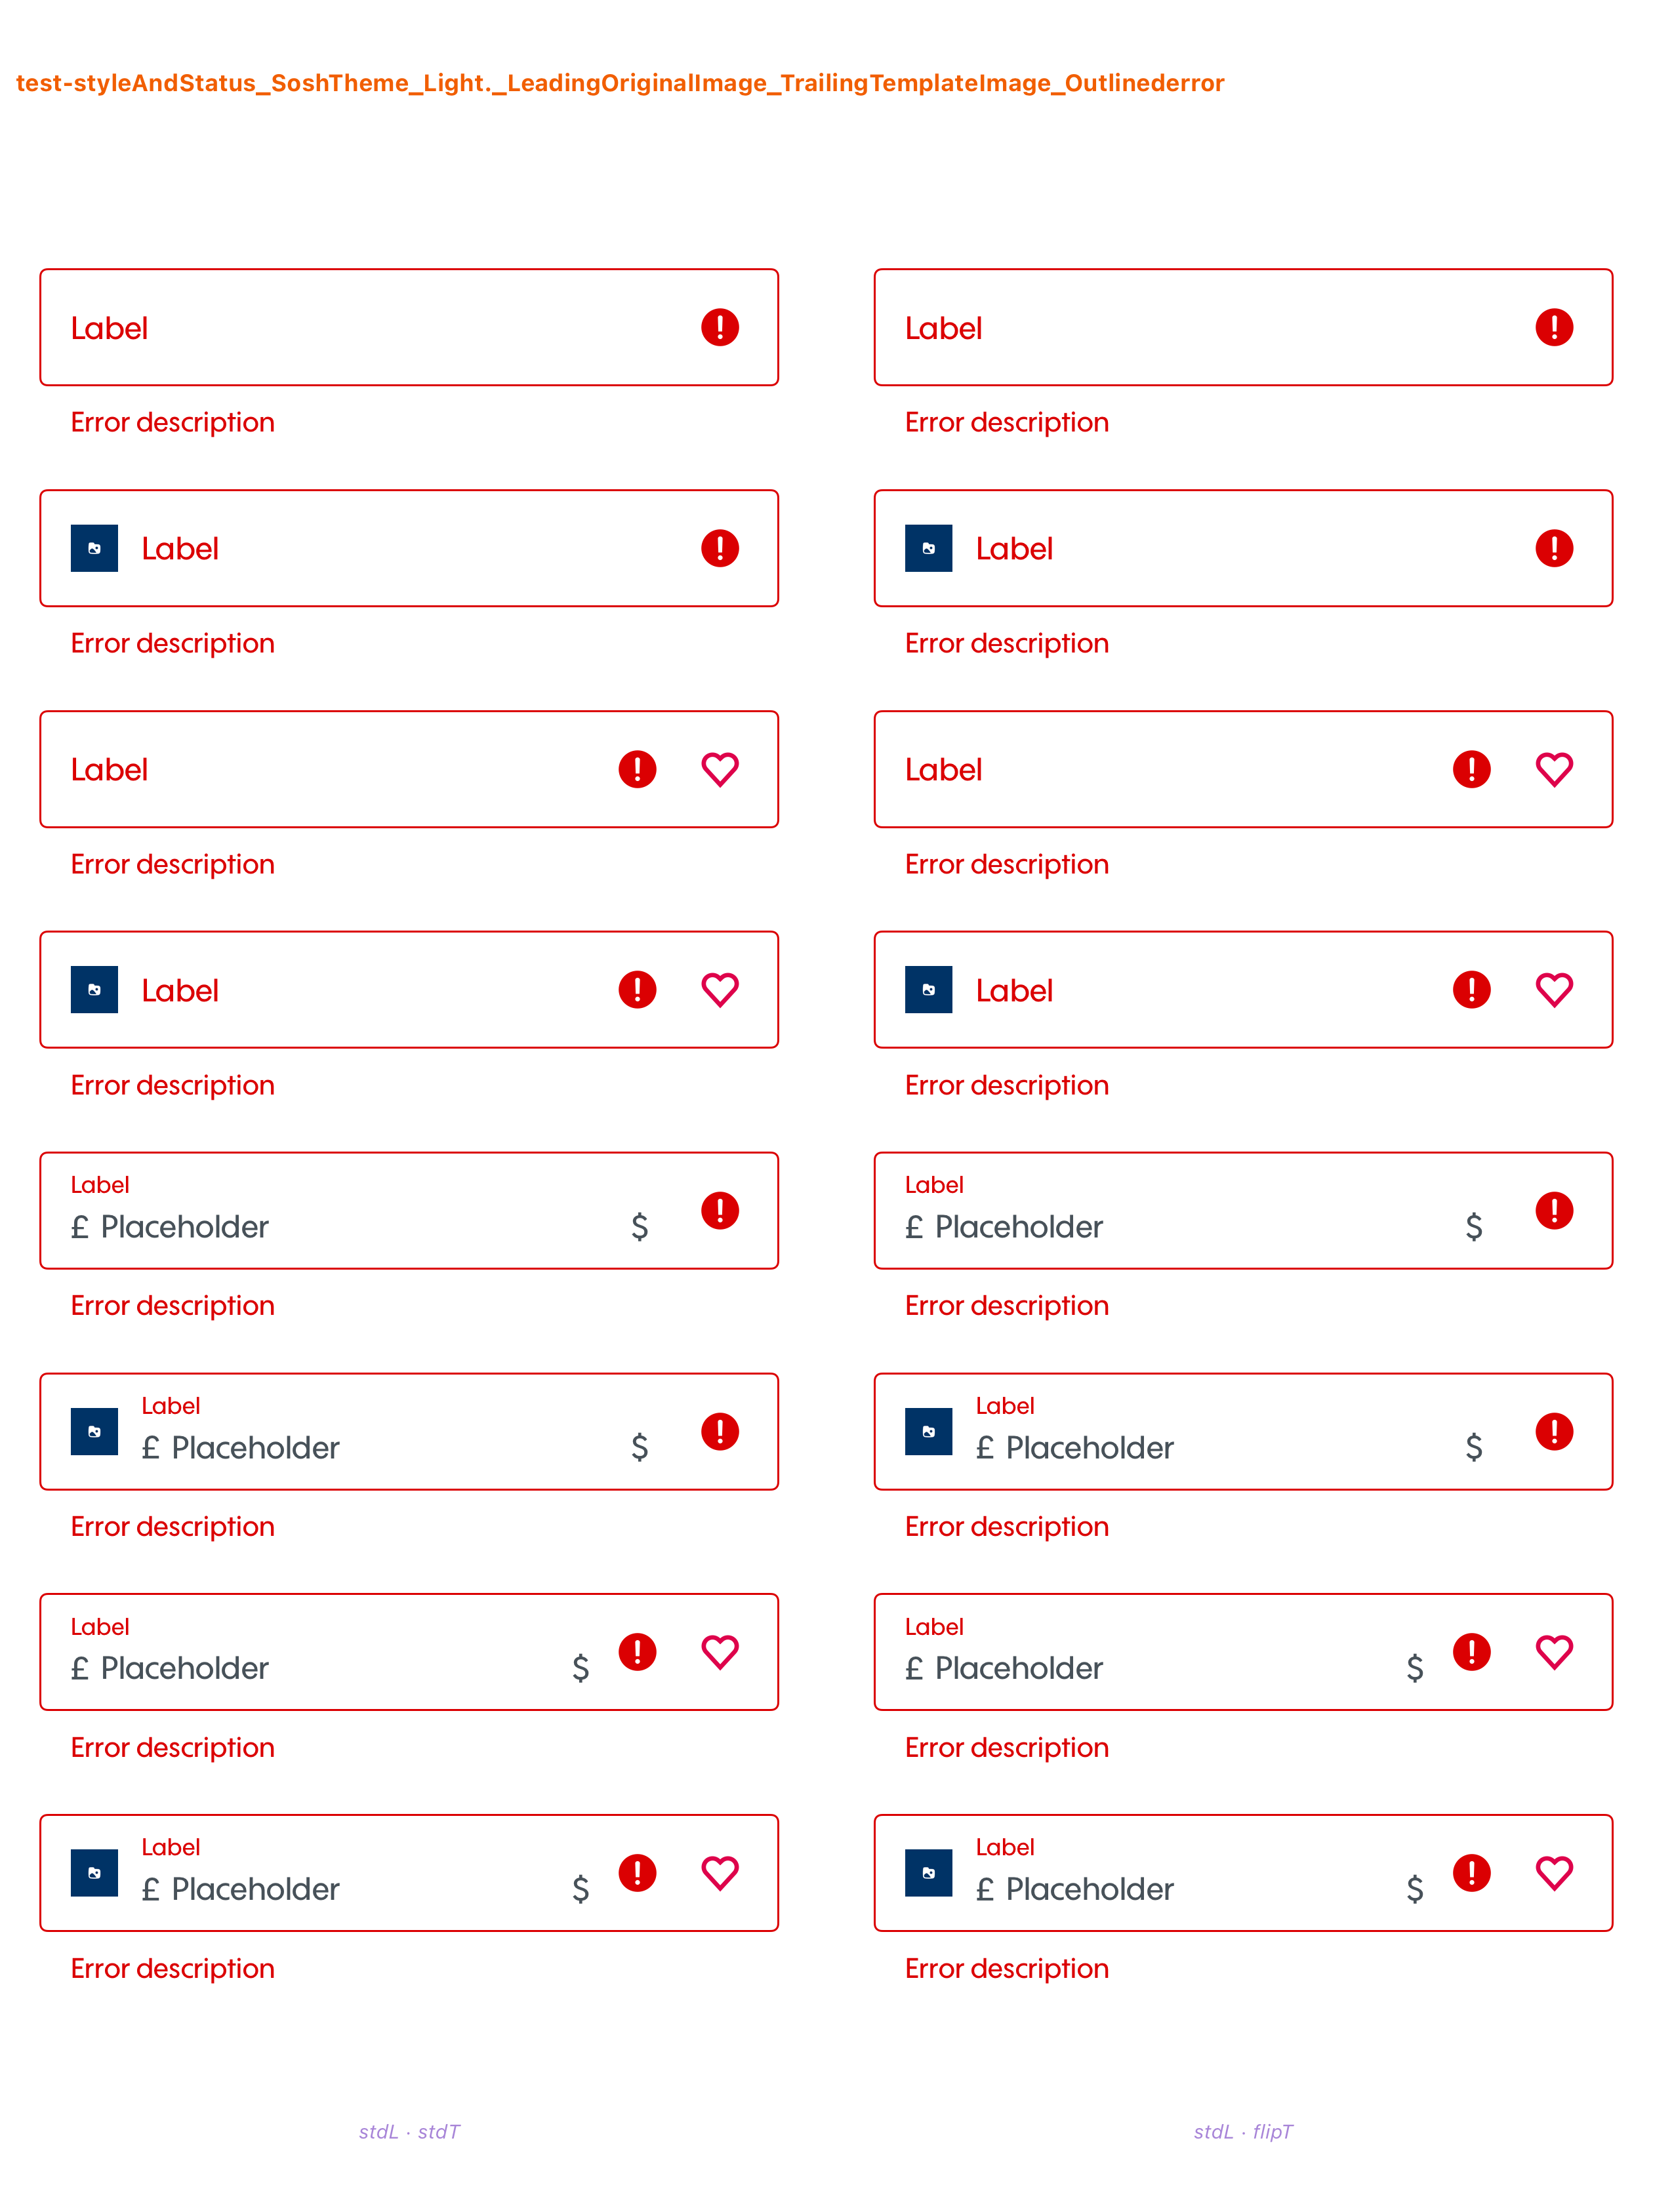 test-styleAndStatus_SoshTheme_Light._LeadingOriginalImage_TrailingTemplateImage_Outlinederror
Label
Error description
Label
Error description
Label
Error description
Label
Error description
Label
£ Placeholder $
Error description
Label
£ Placeholder $
Error description
Label
£ Placeholder $
Error description
Label
£ Placeholder $
Error description
stdL · stdT
Label
Error description
Label
Error description
Label
Error description
Label
Error description
Label
£ Placeholder $
Error description
Label
£ Placeholder $
Error description
Label
£ Placeholder $
Error description
Label
£ Placeholder $
Error description
stdL · flipT